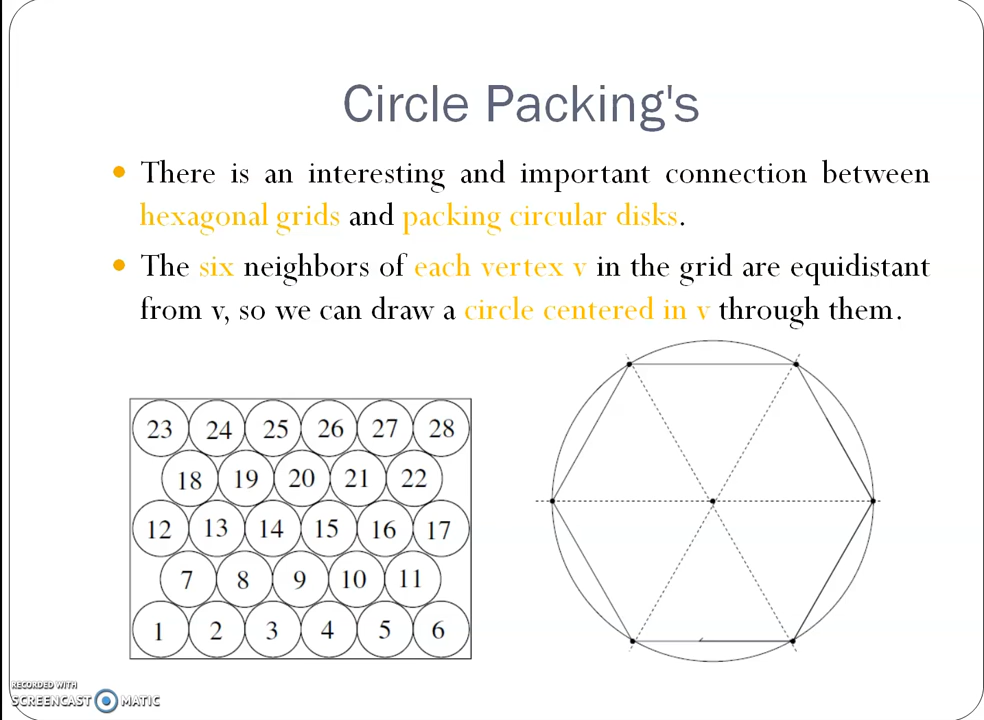 Circle Packing's
There is an interesting and important connection between
hexagonal grids and packing circular disks.
The six neighbors of each vertex v in the grid are equidistant
from v, so we can draw a circle centered in v through them.
23 24 25 26 27 28
18 19 20 21 22
12 13 14 15 16 17
7 8 9 10 11
1 2 3 4 5 6
RECORDED WITH
SCREENCAST MATIC